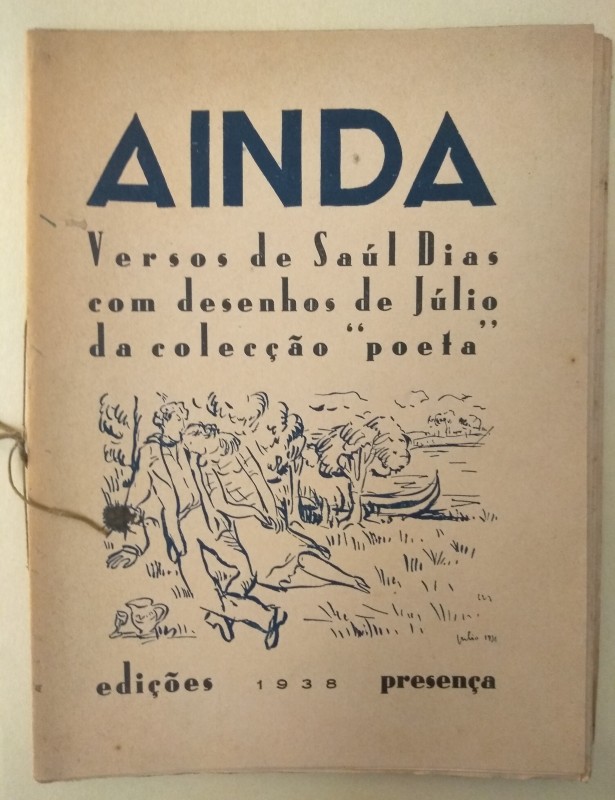 AINDA
Versos de Saúl Dias
com desenhos de Júlio
da colecção "poeta"
edições 1938 presença